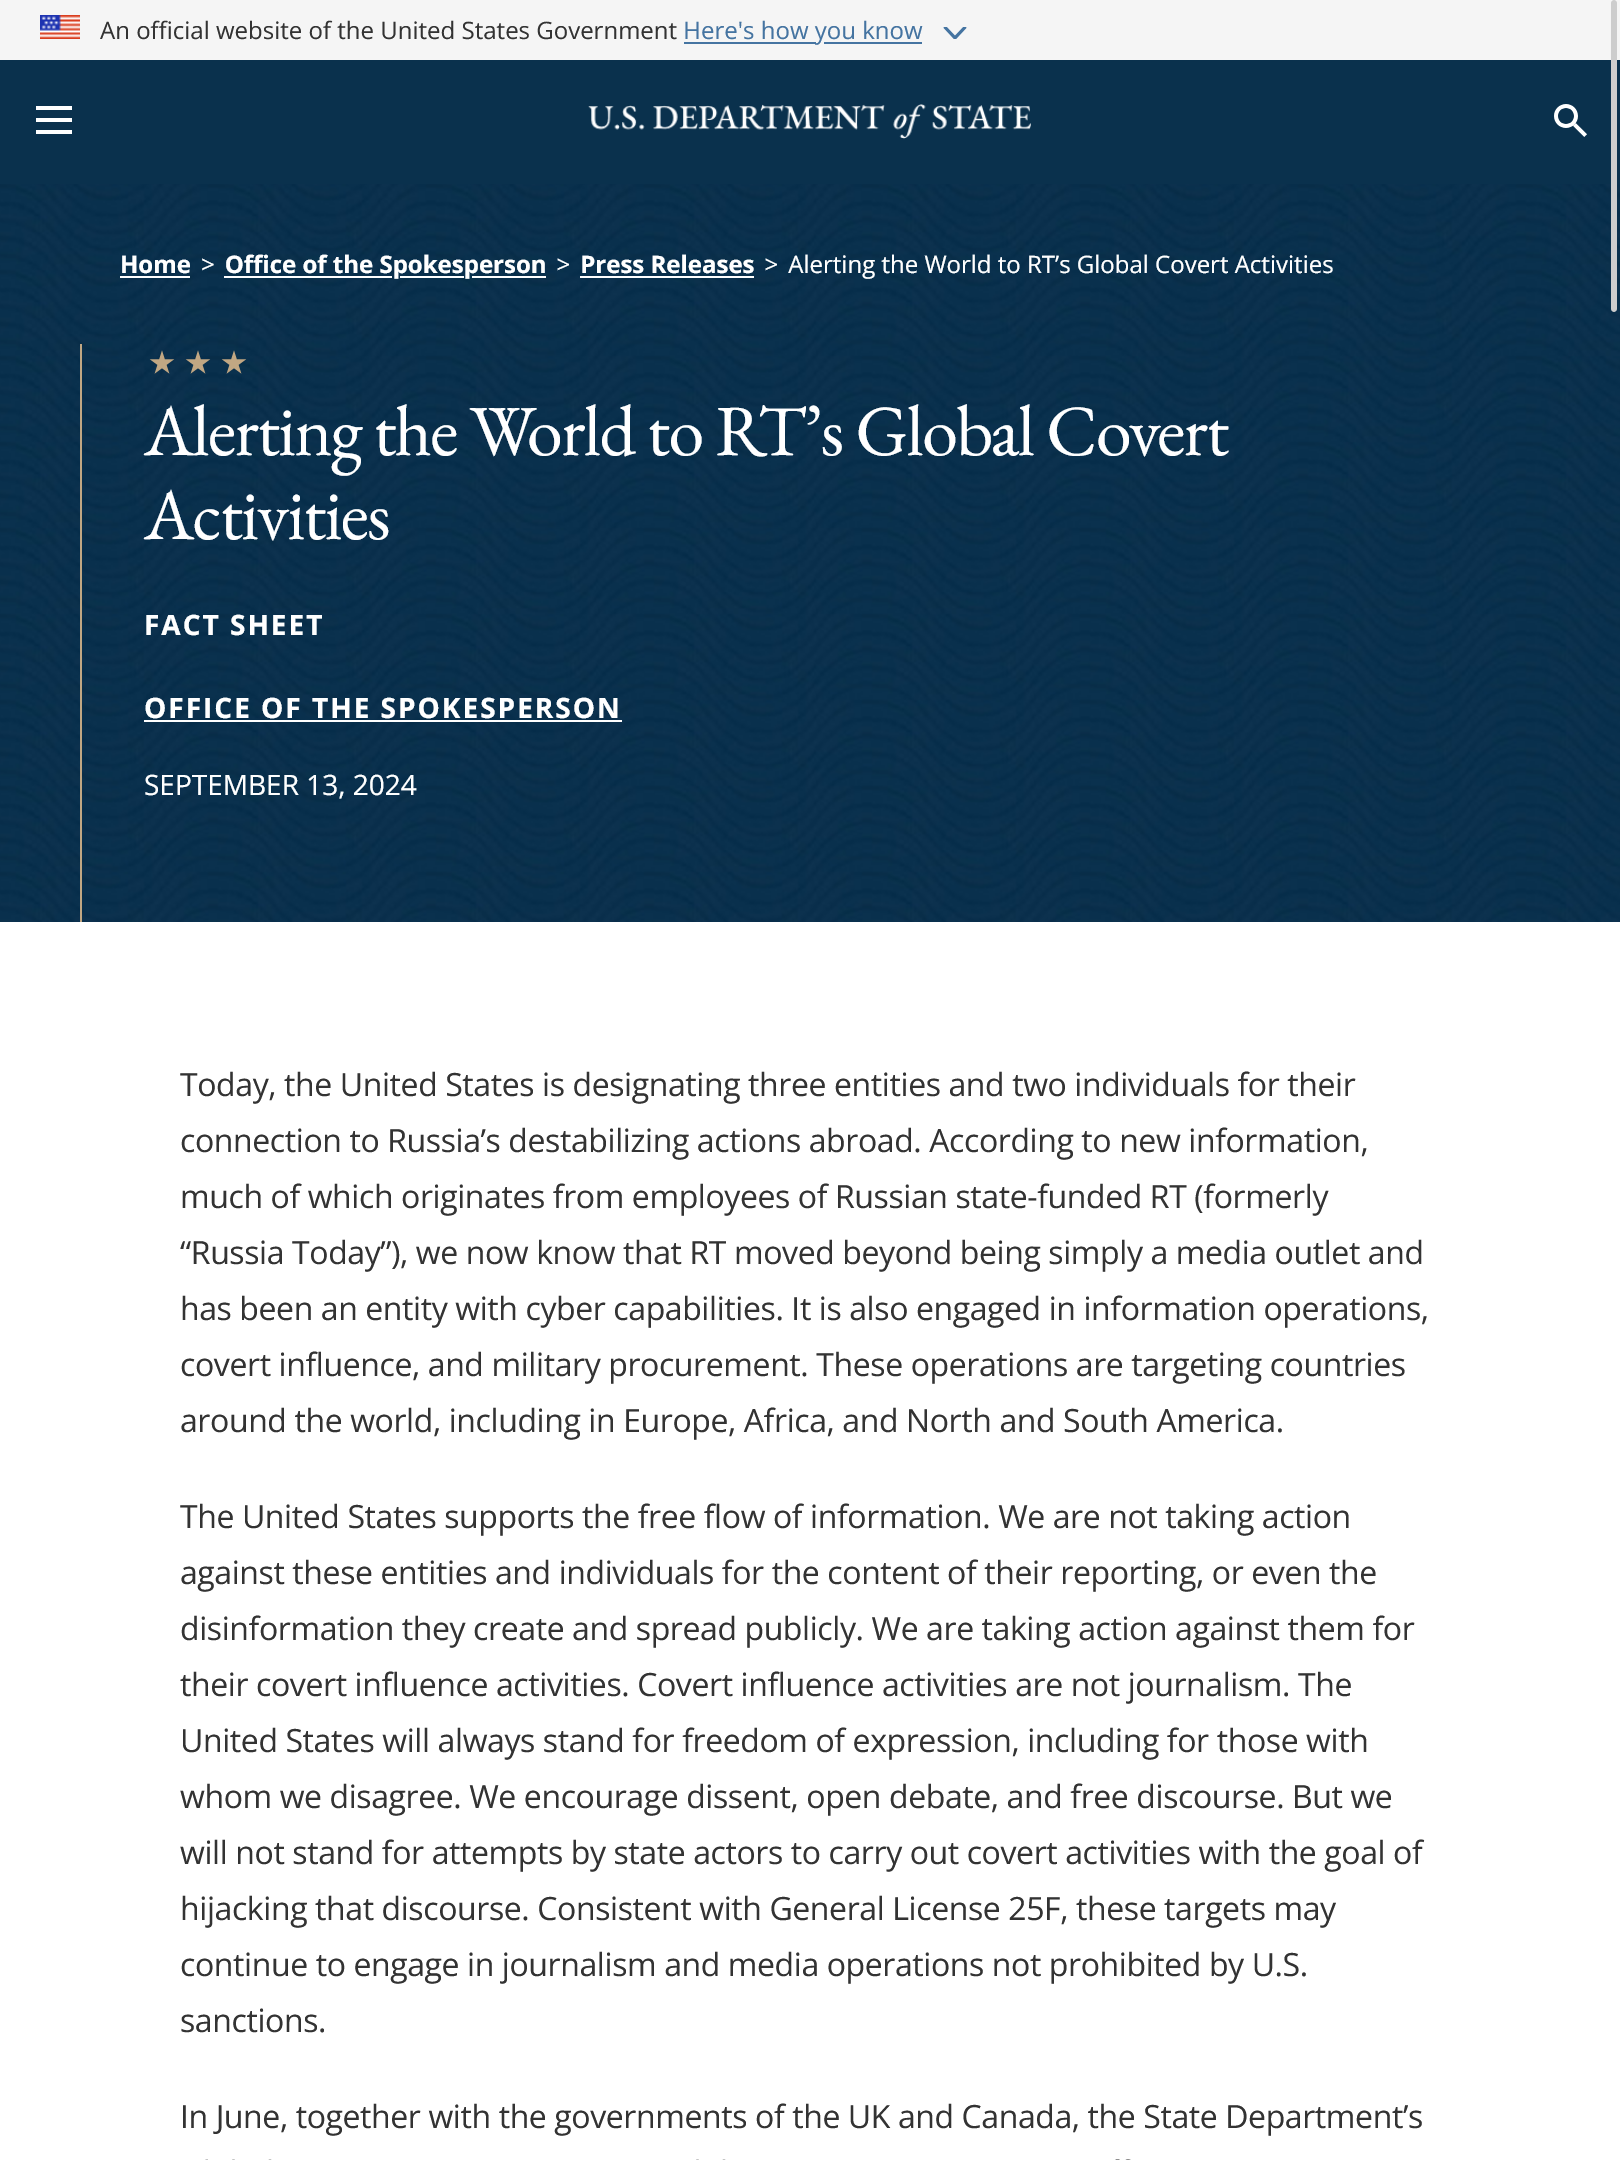 An official website of the United States Government Here's how you know
U.S. DEPARTMENT of STATE
Home > Office of the Spokesperson > Press Releases > Alerting the World to RT’s Global Covert Activities
Alerting the World to RT’s Global Covert
Activities
FACT SHEET
OFFICE OF THE SPOKESPERSON
SEPTEMBER 13, 2024
Today, the United States is designating three entities and two individuals for their
connection to Russia’s destabilizing actions abroad. According to new information,
much of which originates from employees of Russian state-funded RT (formerly
“Russia Today”), we now know that RT moved beyond being simply a media outlet and
has been an entity with cyber capabilities. It is also engaged in information operations,
covert influence, and military procurement. These operations are targeting countries
around the world, including in Europe, Africa, and North and South America.
The United States supports the free flow of information. We are not taking action
against these entities and individuals for the content of their reporting, or even the
disinformation they create and spread publicly. We are taking action against them for
their covert influence activities. Covert influence activities are not journalism. The
United States will always stand for freedom of expression, including for those with
whom we disagree. We encourage dissent, open debate, and free discourse. But we
will not stand for attempts by state actors to carry out covert activities with the goal of
hijacking that discourse. Consistent with General License 25F, these targets may
continue to engage in journalism and media operations not prohibited by U.S.
sanctions.
In June, together with the governments of the UK and Canada, the State Department’s